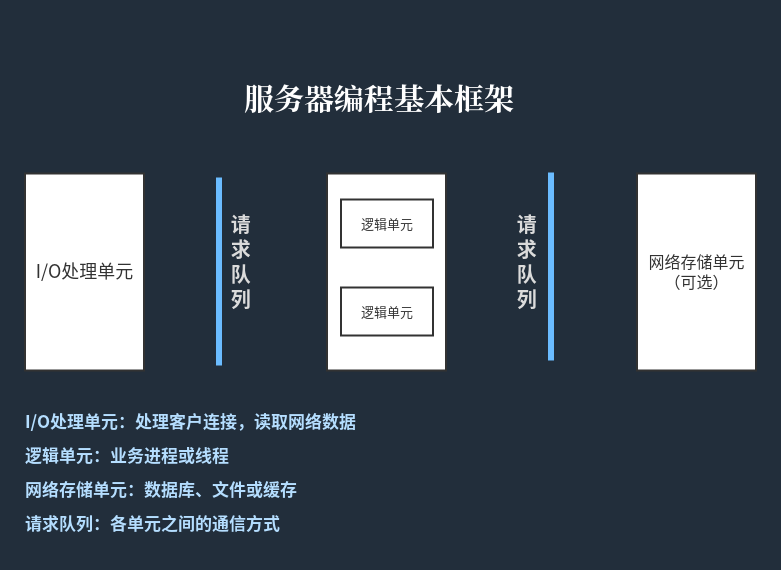 服务器编程基本框架
I/O处理单元
请求队列
逻辑单元
逻辑单元
请求队列
网络存储单元
（可选）
I/O处理单元：处理客户连接，读取网络数据
逻辑单元：业务进程或线程
网络存储单元：数据库、文件或缓存
请求队列：各单元之间的通信方式